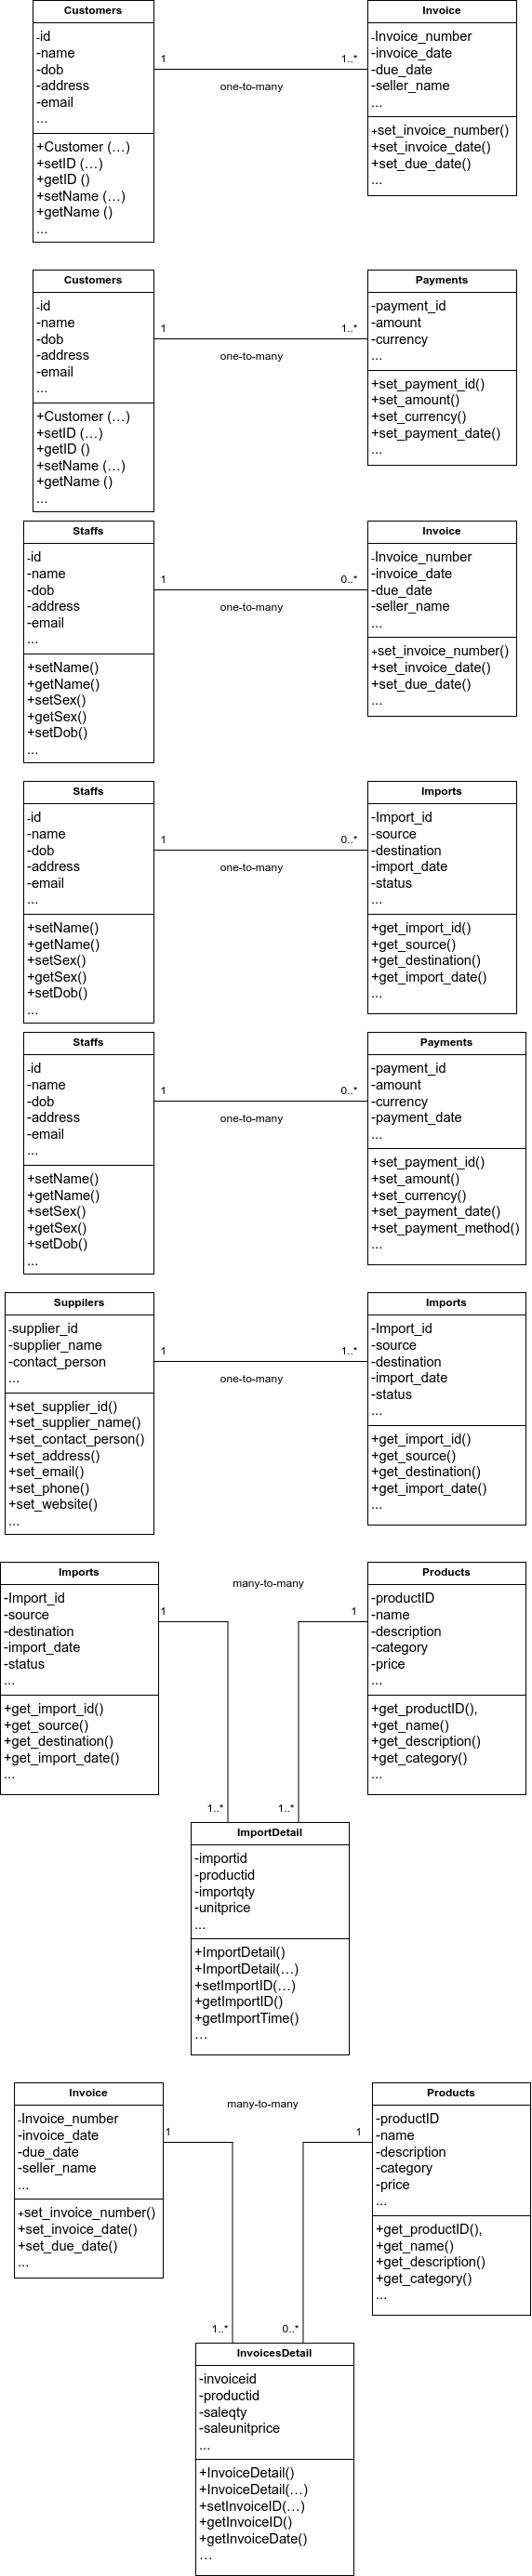 Customers
-id
-name
-dob
-address
-email
...
+Customer (…)
+setID (…)
+getID ()
+setName (…)
+getName ()
...
1
1..*
one-to-many
Invoice
-Invoice_number
-invoice_date
-due_date
-seller_name
...
+set_invoice_number()
+set_invoice_date()
+set_due_date()
...
Customers
-id
-name
-dob
-address
-email
...
+Customer (…)
+setID (…)
+getID ()
+setName (…)
+getName ()
...
1
1..*
one-to-many
Payments
-payment_id
-amount
-currency
...
+set_payment_id()
+set_amount()
+set_currency()
+set_payment_date()
...
Staffs
-id
-name
-dob
-address
-email
...
+setName()
+getName()
+setSex()
+getSex()
+setDob()
...
1
0..*
one-to-many
Invoice
-Invoice_number
-invoice_date
-due_date
-seller_name
...
+set_invoice_number()
+set_invoice_date()
+set_due_date()
...
Staffs
-id
-name
-dob
-address
-email
...
+setName()
+getName()
+setSex()
+getSex()
+setDob()
...
1
0..*
one-to-many
Imports
-Import_id
-source
-destination
-import_date
-status
...
+get_import_id()
+get_source()
+get_destination()
+get_import_date()
...
Staffs
-id
-name
-dob
-address
-email
...
+setName()
+getName()
+setSex()
+getSex()
+setDob()
...
1
0..*
one-to-many
Payments
-payment_id
-amount
-currency
-payment_date
...
+set_payment_id()
+set_amount()
+set_currency()
+set_payment_date()
+set_payment_method()
...
Suppilers
-supplier_id
-supplier_name
-contact_person
...
+set_supplier_id()
+set_supplier_name()
+set_contact_person()
+set_address()
+set_email()
+set_phone()
+set_website()
...
1
1..*
one-to-many
Imports
-Import_id
-source
-destination
-import_date
-status
...
+get_import_id()
+get_source()
+get_destination()
+get_import_date()
...
Imports
-Import_id
-source
-destination
-import_date
-status
...
+get_import_id()
+get_source()
+get_destination()
+get_import_date()
...
many-to-many
1
1
Products
-productID
-name
-description
-category
-price
...
+get_productID(),
+get_name()
+get_description()
+get_category()
...
1..*
1..*
ImportDetail
-importid
-productid
-importqty
-unitprice
...
+ImportDetail()
+ImportDetail(…)
+setImportID(…)
+getImportID()
+getImportTime()
…
Invoice
-Invoice_number
-invoice_date
-due_date
-seller_name
...
+set_invoice_number()
+set_invoice_date()
+set_due_date()
...
many-to-many
1
1
Products
-productID
-name
-description
-category
-price
...
+get_productID(),
+get_name()
+get_description()
+get_category()
...
1..*
0..*
InvoicesDetail
-invoiceid
-productid
-saleqty
-saleunitprice
...
+InvoiceDetail()
+InvoiceDetail(…)
+setInvoiceID(…)
+getInvoiceID()
+getInvoiceDate()
…